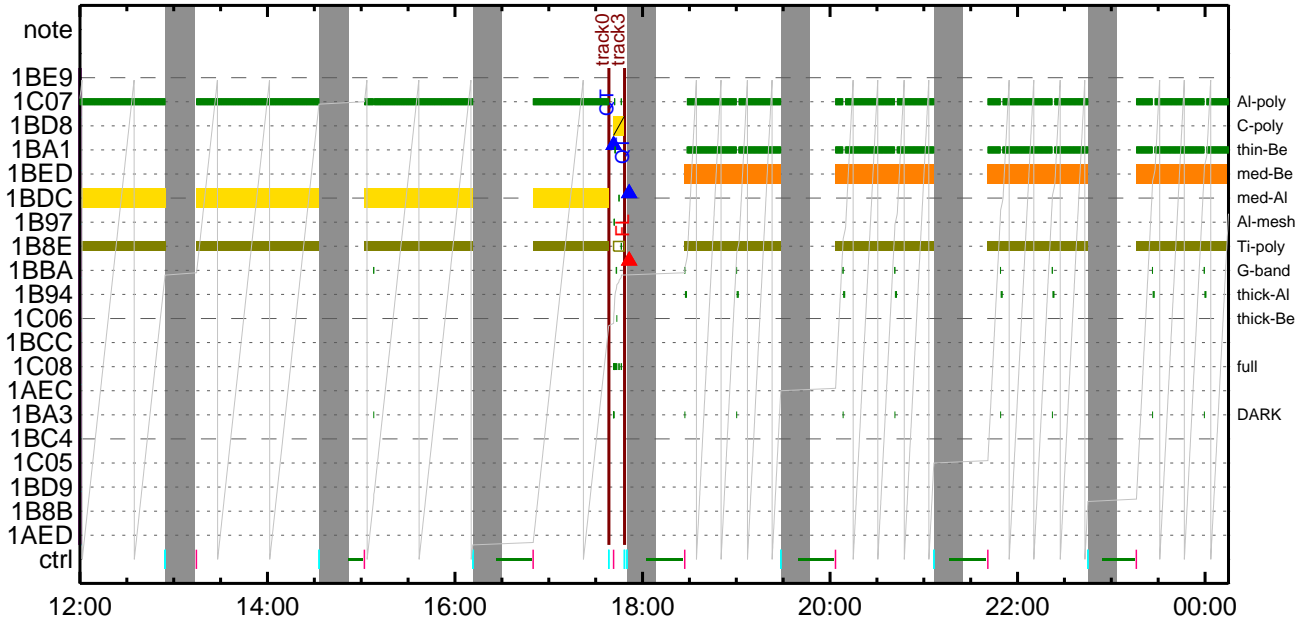 note
track0
track3
1BE9
1C07 Al-poly
QT
1BD8 C-poly
1BA1 thin-Be
QT
1BED med-Be
1BDC med-Al
1B97 Al-mesh
FL
1B8E Ti-poly
1BBA G-band
1B94 thick-Al
1C06 thick-Be
1BCC
1C08 full
1AEC
1BA3 DARK
1BC4
1C05
1BD9
1B8B
1AED
ctrl
12:00 14:00 16:00 18:00 20:00 22:00 00:00